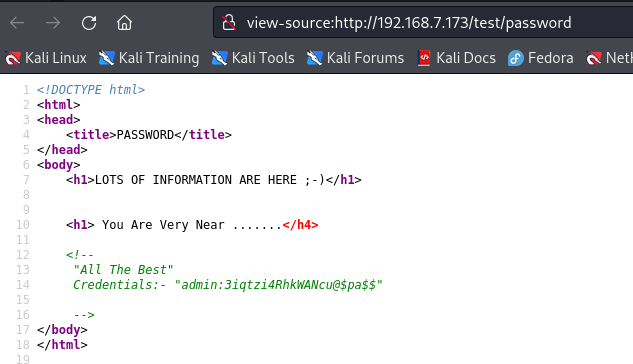 view-source:http://192.168.7.173/test/password
Kali Linux Kali Training Kali Tools Kali Forums Kali Docs Fedora
1 <!DOCTYPE html>
2 <html>
3 <head>
4     <title>PASSWORD</title>
5 </head>
6 <body>
7     <h1>LOTS OF INFORMATION ARE HERE ;-)</h1>
8
9
10     <h1> You Are Very Near .......</h4>
11
12     <!--
13      "All The Best"
14      Credentials:- "admin:3iqtzi4RhkWANcu@$pa$$"
15
16      -->
17 </body>
18 </html>
19